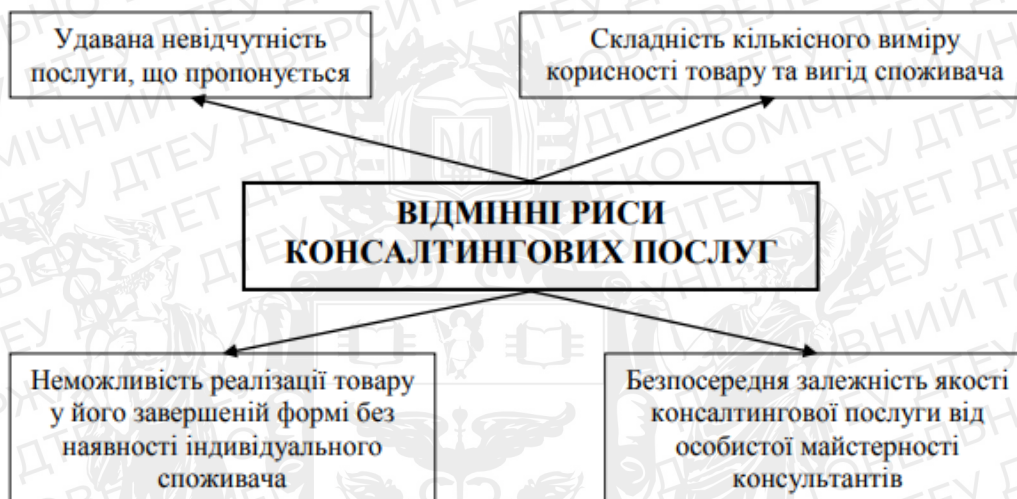 Удавана невідчутність
послуги, що пропонується
Складність кількісного виміру
корисності товару та вигід споживача
ВІДМІННІ РИСИ
КОНСАЛТИНГОВИХ ПОСЛУГ
Неможливість реалізації товару
у його завершеній формі без
наявності індивідуального
споживача
Безпосередня залежність якості
консалтингової послуги від
особистої майстерності
консультантів